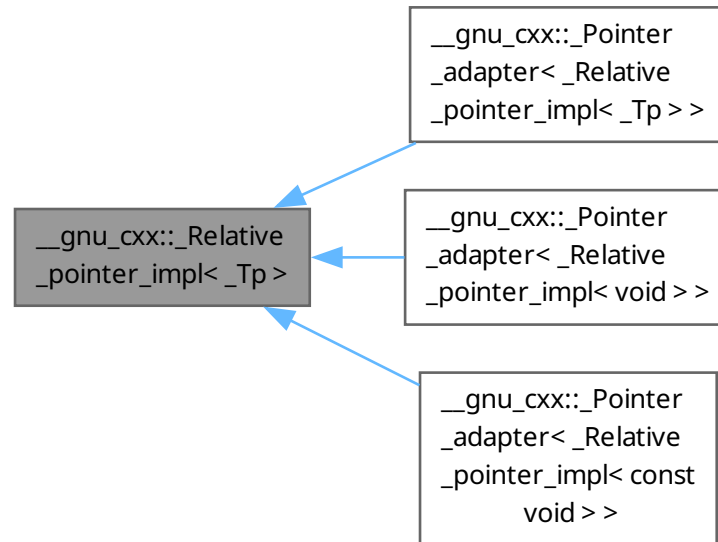 __gnu_cxx::_Pointer
_adapter< _Relative
_pointer_impl< _Tp > >
__gnu_cxx::_Relative
_pointer_impl< _Tp >
__gnu_cxx::_Pointer
_adapter< _Relative
_pointer_impl< void > >
__gnu_cxx::_Pointer
_adapter< _Relative
_pointer_impl< const
void > >